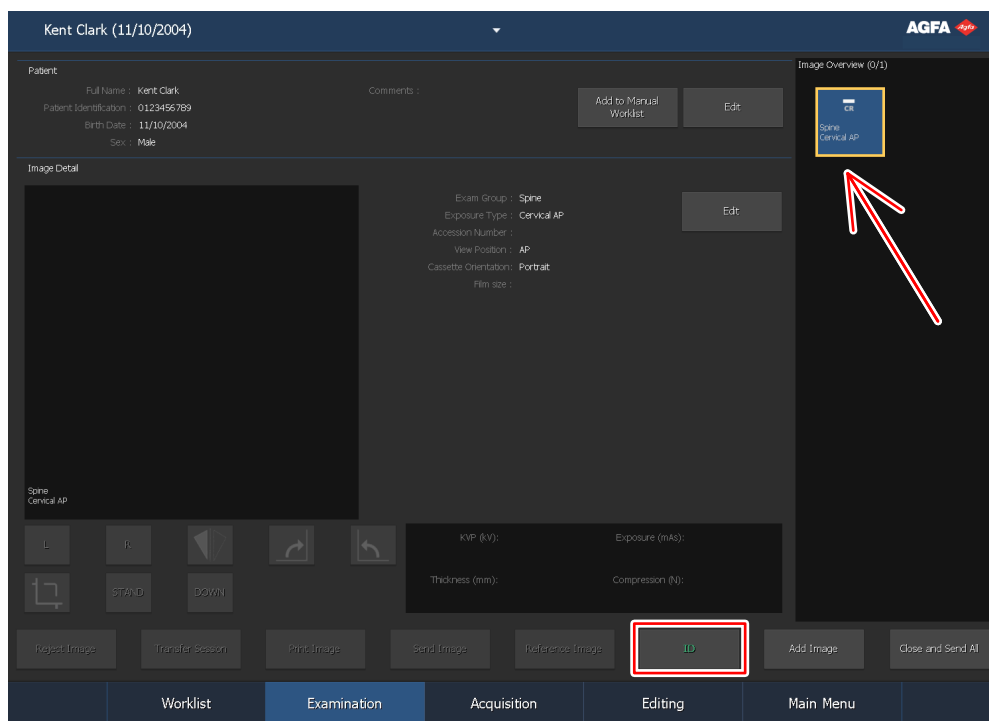 Kent Clark (11/10/2004)
AGFA
Agfa
Patient
Full Name : Kent Clark
Patient Identification : 0123456789
Birth Date : 11/10/2004
Sex : Male
Comments :
Add to Manual
Worklist
Edit
Image Overview (0/1)
CR
Spine
Cervical AP
Image Detail
Spine
Cervical AP
Exam Group : Spine
Exposure Type : Cervical AP
Accession Number :
View Position : AP
Cassette Orientation: Portrait
Film size :
Edit
L
R
STAND
DOWN
KVP (kV):
Exposure (mAs):
Thickness (mm):
Compression (N):
Reject Image
Transfer Session
Print Image
Send Image
Reference Image
ID
Add Image
Close and Send All
Worklist
Examination
Acquisition
Editing
Main Menu